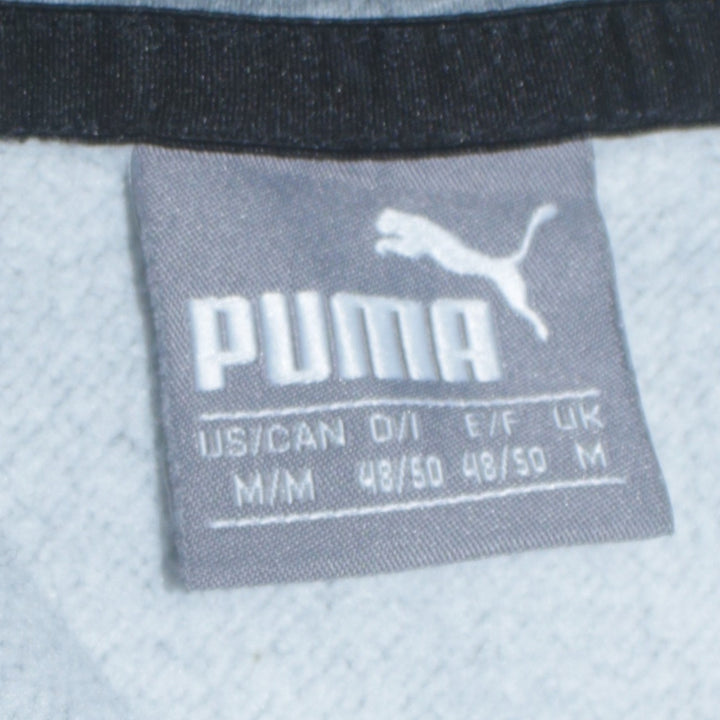 PUMA
US/CAN D/I E/F UK
M/M 48/50 48/50 M